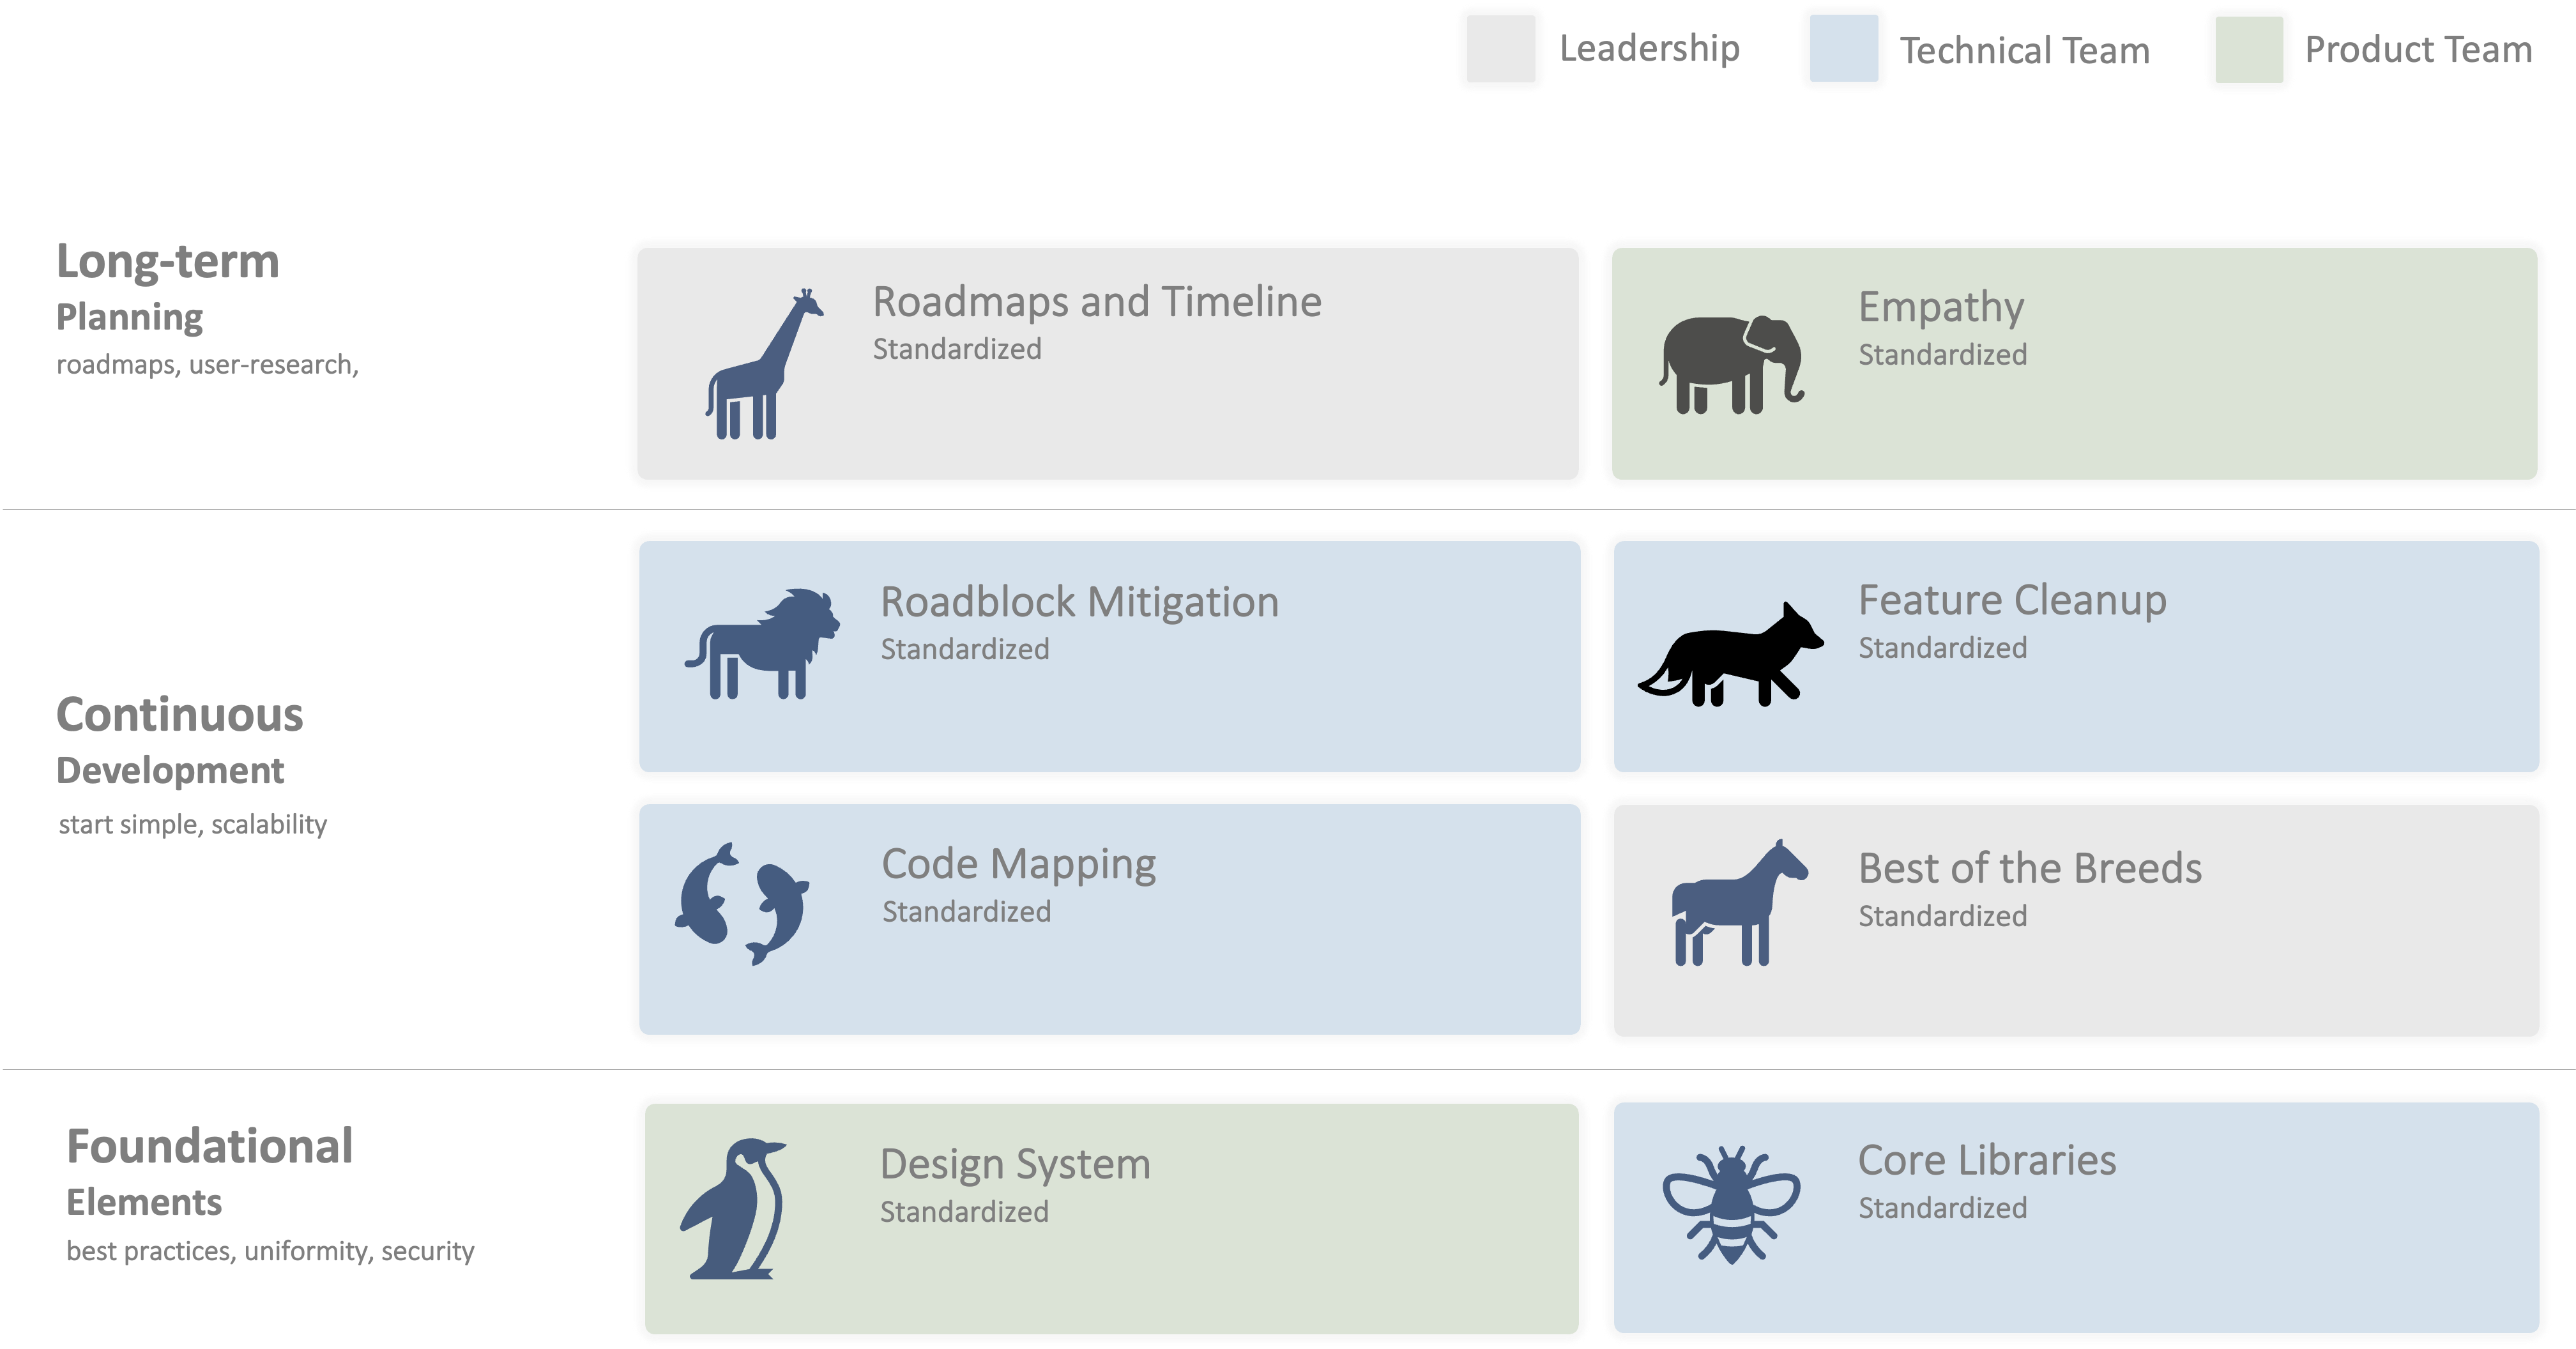 Leadership
Technical Team
Product Team
Long-term
Planning
roadmaps, user-research,
Roadmaps and Timeline
Standardized
Empathy
Standardized
Continuous
Development
start simple, scalability
Roadblock Mitigation
Standardized
Feature Cleanup
Standardized
Code Mapping
Standardized
Best of the Breeds
Standardized
Foundational
Elements
best practices, uniformity, security
Design System
Standardized
Core Libraries
Standardized